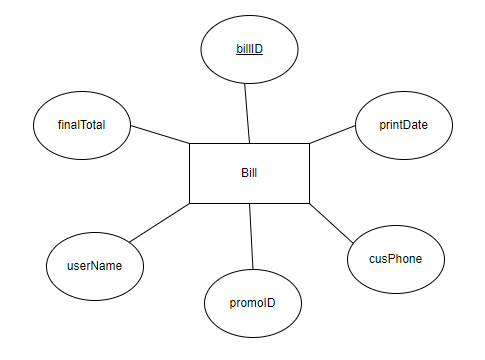 billID
finalTotal
printDate
Bill
userName
cusPhone
promoID